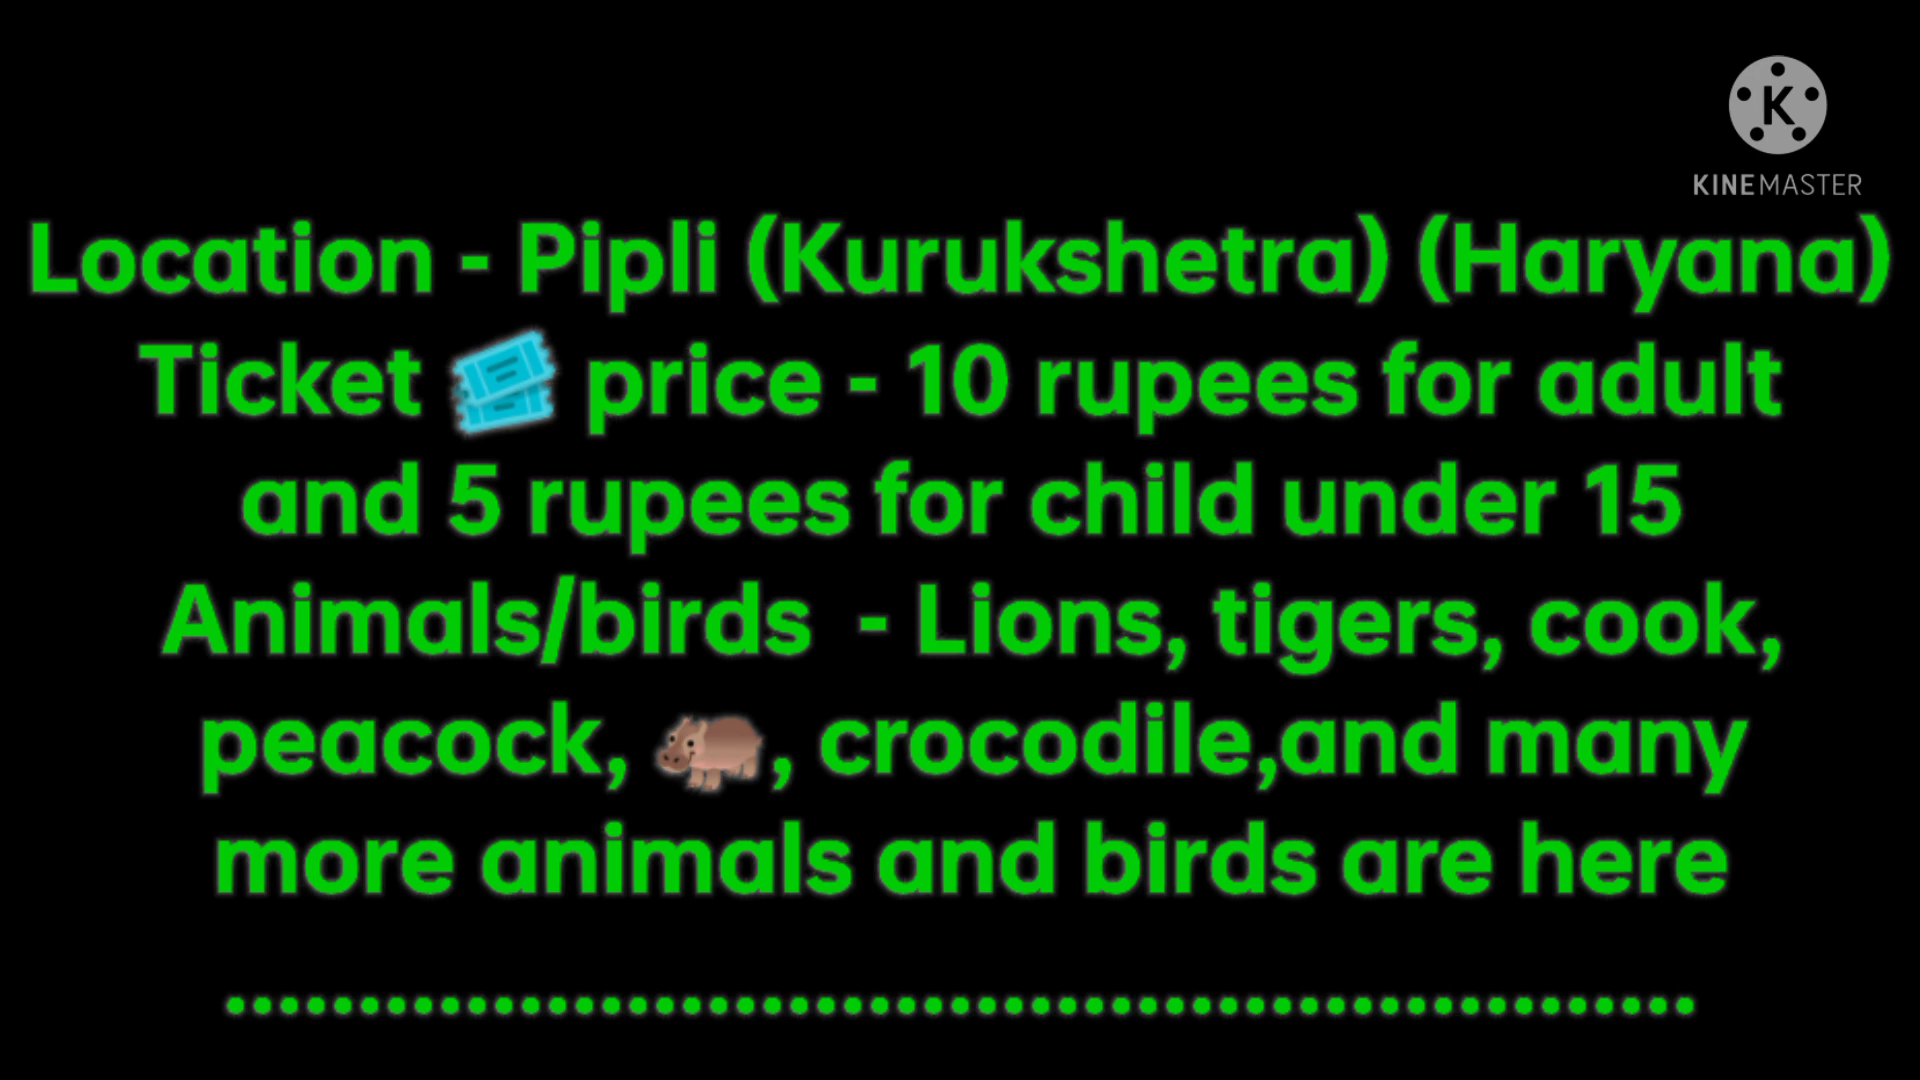 K
KINEMASTER
Location - Pipli (Kurukshetra) (Haryana)
Ticket 🎟️ price - 10 rupees for adult
and 5 rupees for child under 15
Animals/birds - Lions, tigers, cook,
peacock, 🦛, crocodile,and many
more animals and birds are here
.......................................................